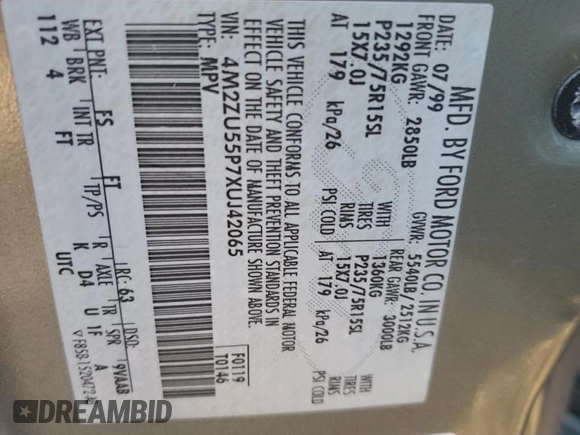 MFD. BY FORD MOTOR CO. IN U.S.A.
DATE: 07/99 GVWR: 5540LB/2512KG
FRONT GAWR: 2850LB REAR GAWR: 3000LB
1292KG WITH 1360KG WITH
P235/75R15SL TIRES P235/75R15SL TIRES
15X7.0J RIMS 15X7.0J RIMS
AT 179 kPa/26 PSI COLD AT 179 kPa/26 PSI COLD
THIS VEHICLE CONFORMS TO ALL APPLICABLE FEDERAL MOTOR
VEHICLE SAFETY AND THEFT PREVENTION STANDARDS IN
EFFECT ON THE DATE OF MANUFACTURE SHOWN ABOVE.
VIN: 4M2ZU55P7XUJ42065 F0119
TYPE: MPV T0146
EXT PNT: FS FT RC: 63 DSO:
WB BRK INT TR TP/PS R AXLE TR SPR 9VAAB
112 4 FT K D4 U 1F A
UTC
FREASEBID